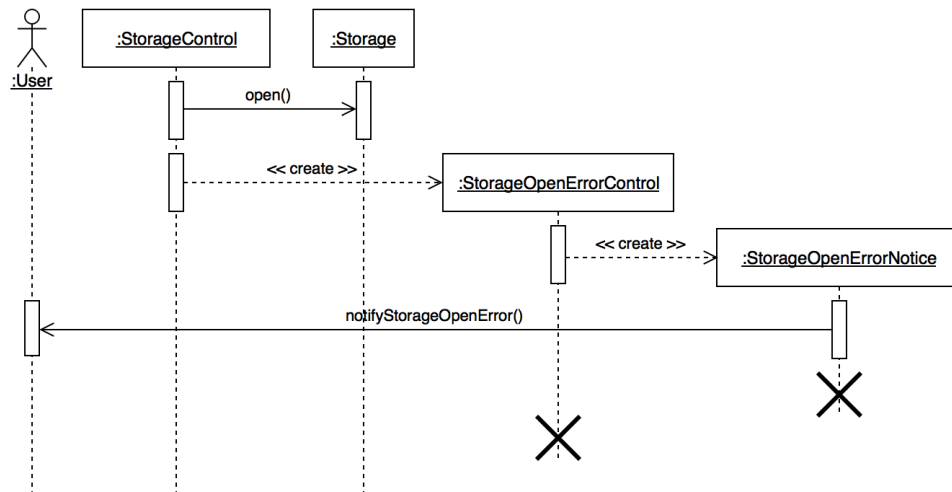 :User
:StorageControl
:Storage
open()
<< create >>
:StorageOpenErrorControl
<< create >>
:StorageOpenErrorNotice
notifyStorageOpenError()